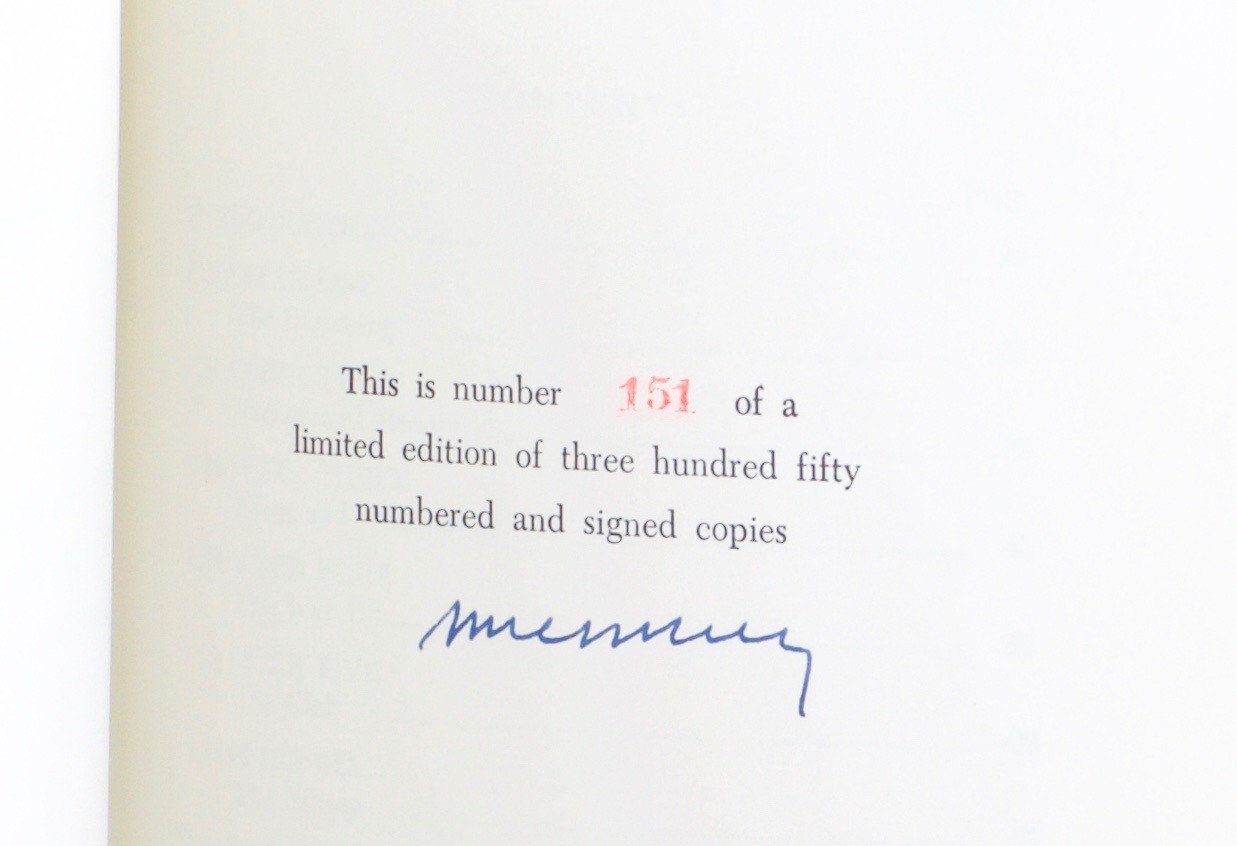 This is number 151 of a
limited edition of three hundred fifty
numbered and signed copies